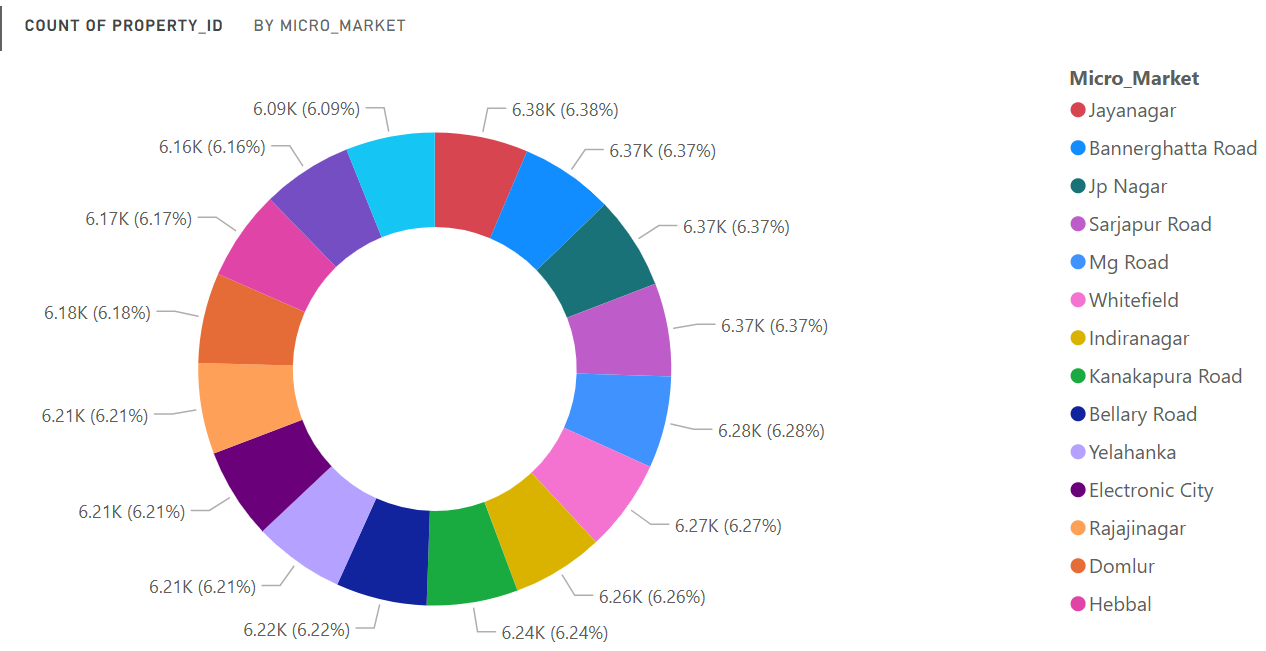 COUNT OF PROPERTY_ID BY MICRO_MARKET
6.09K (6.09%)
6.38K (6.38%)
6.16K (6.16%)
6.37K (6.37%)
6.17K (6.17%)
6.37K (6.37%)
6.18K (6.18%)
6.37K (6.37%)
6.21K (6.21%)
6.28K (6.28%)
6.21K (6.21%)
6.27K (6.27%)
6.21K (6.21%)
6.26K (6.26%)
6.22K (6.22%)
6.24K (6.24%)
Micro_Market
Jayanagar
Bannerghatta Road
Jp Nagar
Sarjapur Road
Mg Road
Whitefield
Indiranagar
Kanakapura Road
Bellary Road
Yelahanka
Electronic City
Rajajinagar
Domlur
Hebbal